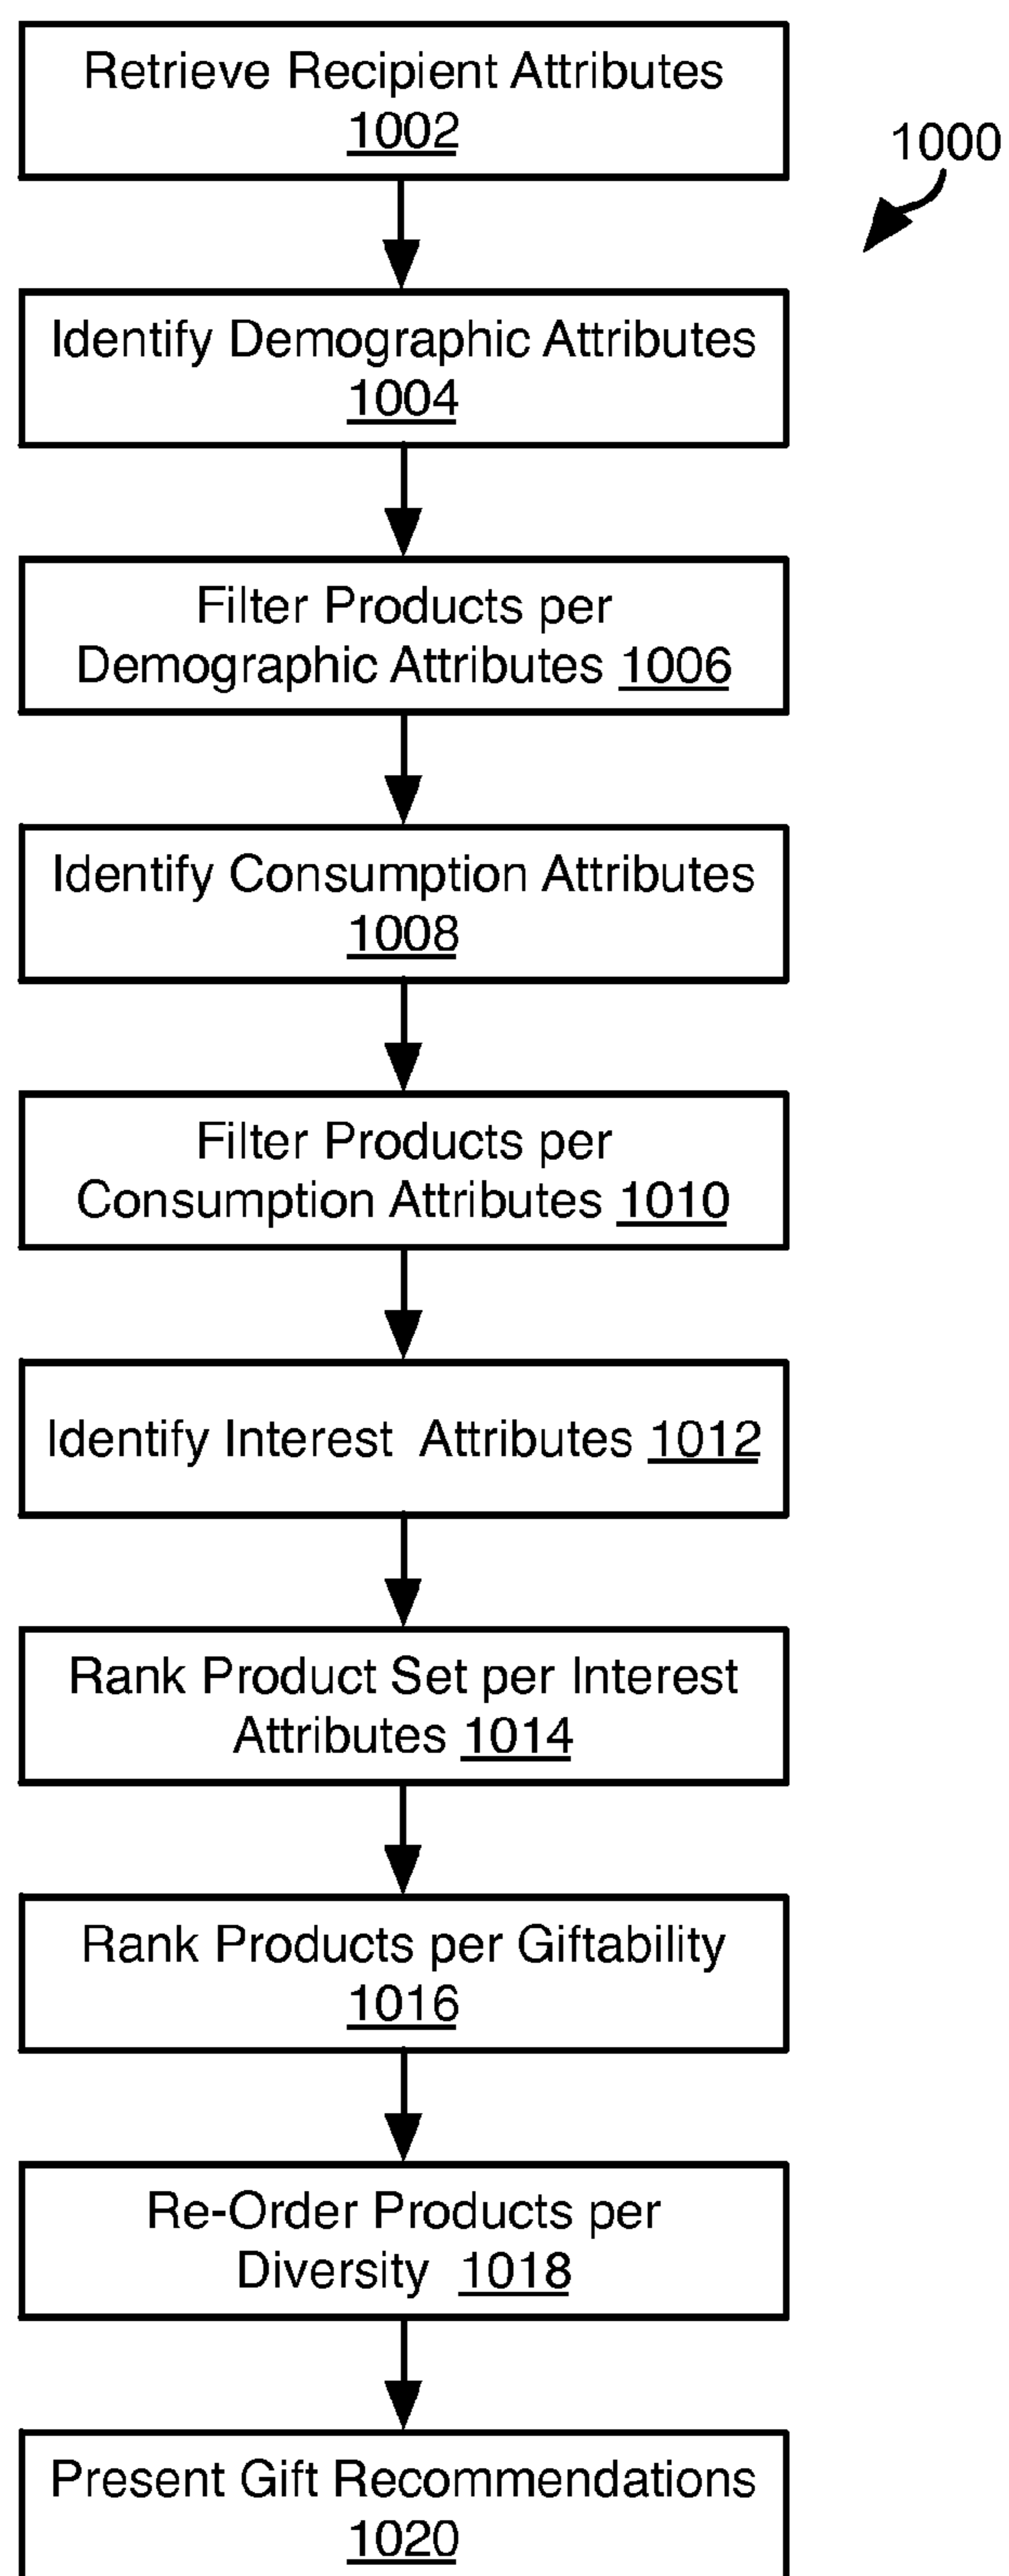 Retrieve Recipient Attributes
1002
1000
Identify Demographic Attributes
1004
Filter Products per
Demographic Attributes 1006
Identify Consumption Attributes
1008
Filter Products per
Consumption Attributes 1010
Identify Interest Attributes 1012
Rank Product Set per Interest
Attributes 1014
Rank Products per Giftability
1016
Re-Order Products per
Diversity 1018
Present Gift Recommendations
1020